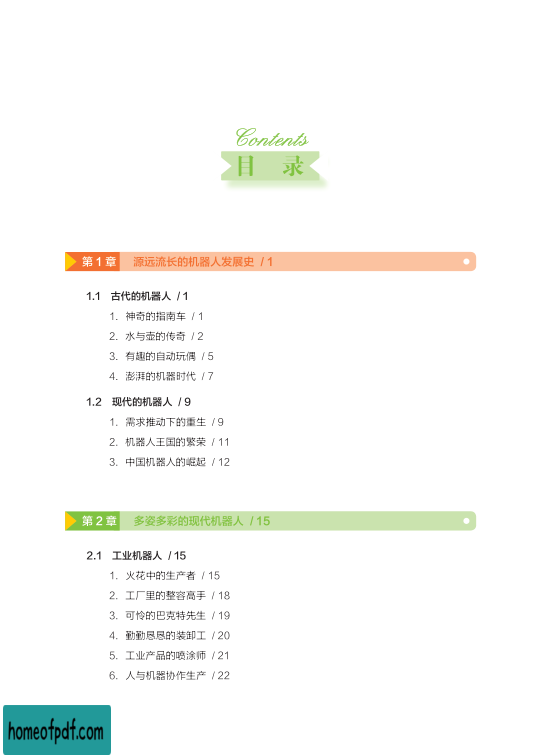 Contents
目 录
第 1 章 源远流长的机器人发展史 / 1
1.1 古代的机器人 / 1
1. 神奇的指南车 / 1
2. 水与壶的传奇 / 2
3. 有趣的自动玩偶 / 5
4. 澎湃的机器时代 / 7
1.2 现代的机器人 / 9
1. 需求推动下的重生 / 9
2. 机器人王国的繁荣 / 11
3. 中国机器人的崛起 / 12
第 2 章 多姿多彩的现代机器人 / 15
2.1 工业机器人 / 15
1. 火花中的生产者 / 15
2. 工厂里的整容高手 / 18
3. 可怜的巴克特先生 / 19
4. 勤勤恳恳的装卸工 / 20
5. 工业产品的喷涂师 / 21
6. 人与机器协作生产 / 22
homeofpdf.com